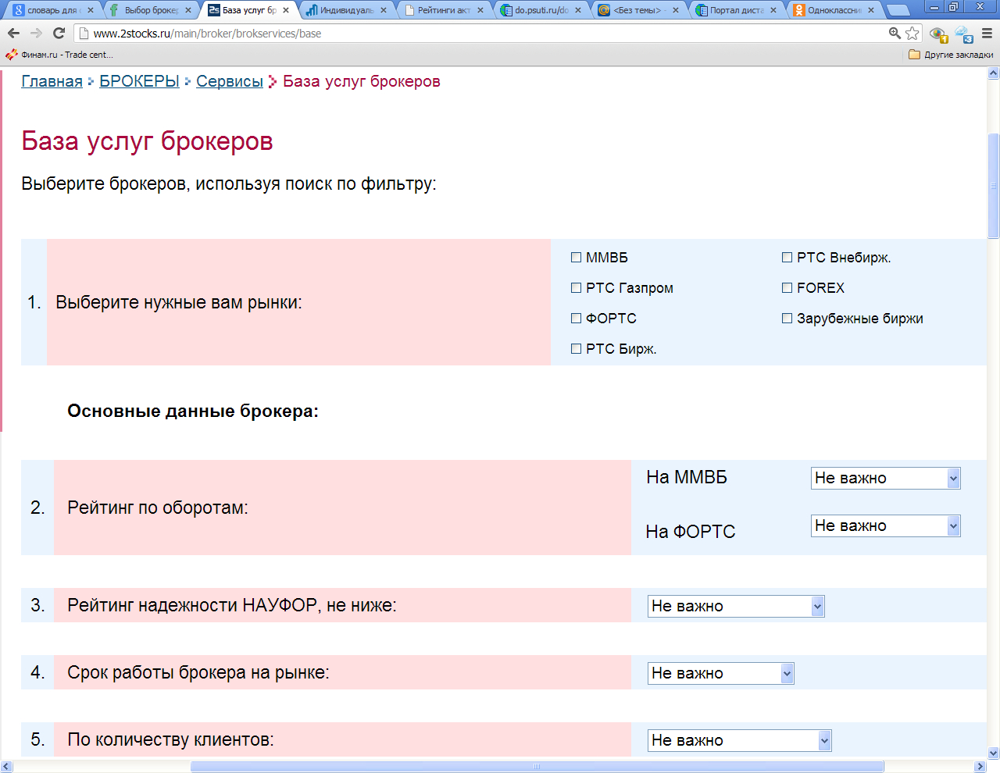 словарь для с
Выбор брокер
2s База услуг бр
Индивидуаль
Рейтинги акт
do.psuti.ru/do
<Без темы> -
Портал диста
Одноклассни
www.2stocks.ru/main/broker/brokservices/base
1
3
Финам.ru - Trade cent...
Другие закладки
Главная БРОКЕРЫ Сервисы База услуг брокеров
База услуг брокеров
Выберите брокеров, используя поиск по фильтру:
1. Выберите нужные вам рынки:
ММВБ
РТС Внебирж.
РТС Газпром
FOREX
ФОРТС
Зарубежные биржи
РТС Бирж.
Основные данные брокера:
2. Рейтинг по оборотам:
На ММВБ Не важно
На ФОРТС Не важно
3. Рейтинг надежности НАУФОР, не ниже: Не важно
4. Срок работы брокера на рынке: Не важно
5. По количеству клиентов: Не важно